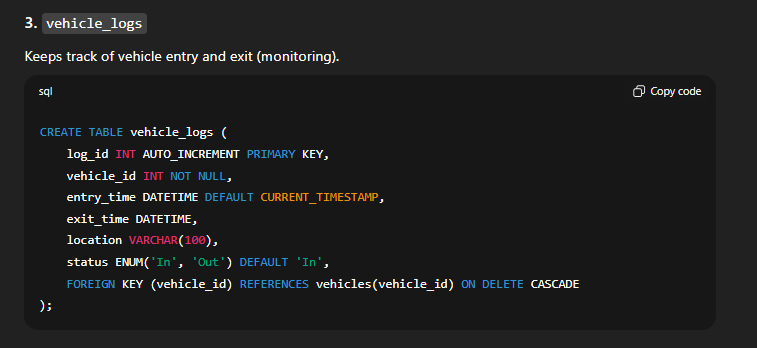 3. vehicle_logs
Keeps track of vehicle entry and exit (monitoring).
sql
Copy code
CREATE TABLE vehicle_logs (
    log_id INT AUTO_INCREMENT PRIMARY KEY,
    vehicle_id INT NOT NULL,
    entry_time DATETIME DEFAULT CURRENT_TIMESTAMP,
    exit_time DATETIME,
    location VARCHAR(100),
    status ENUM('In', 'Out') DEFAULT 'In',
    FOREIGN KEY (vehicle_id) REFERENCES vehicles(vehicle_id) ON DELETE CASCADE
);